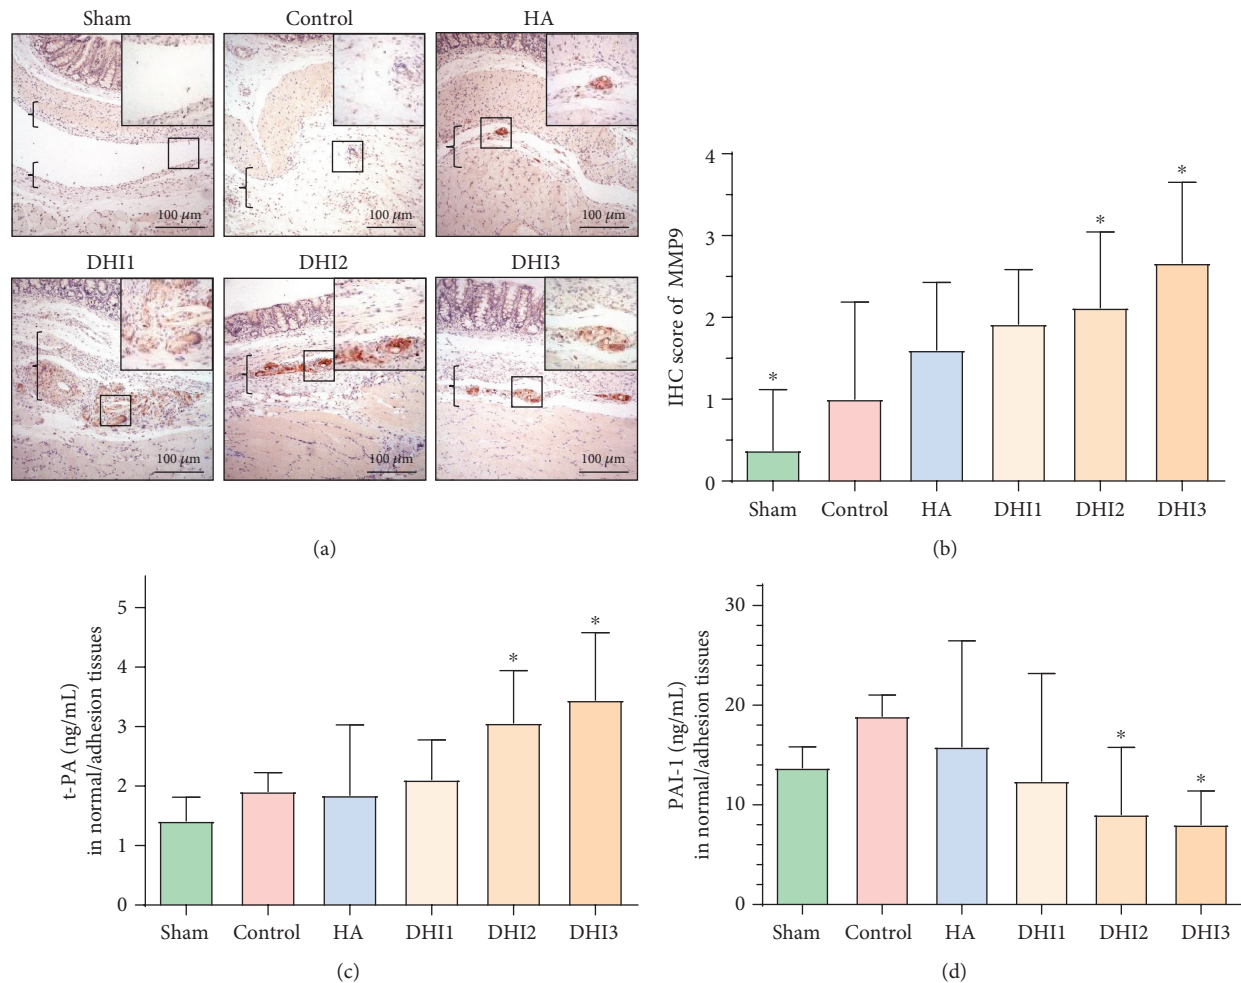 Sham
Control
HA
100 μm
100 μm
100 μm
DHI1
DHI2
DHI3
100 μm
100 μm
100 μm
(a)
IHC score of MMP9
4
3
2
1
0
*
*
*
Sham
Control
HA
DHI1
DHI2
DHI3
(b)
t-PA (ng/mL)
in normal/adhesion tissues
5
4
3
2
1
0
*
*
Sham
Control
HA
DHI1
DHI2
DHI3
(c)
PAI-1 (ng/mL)
in normal/adhesion tissues
30
20
10
0
*
*
Sham
Control
HA
DHI1
DHI2
DHI3
(d)